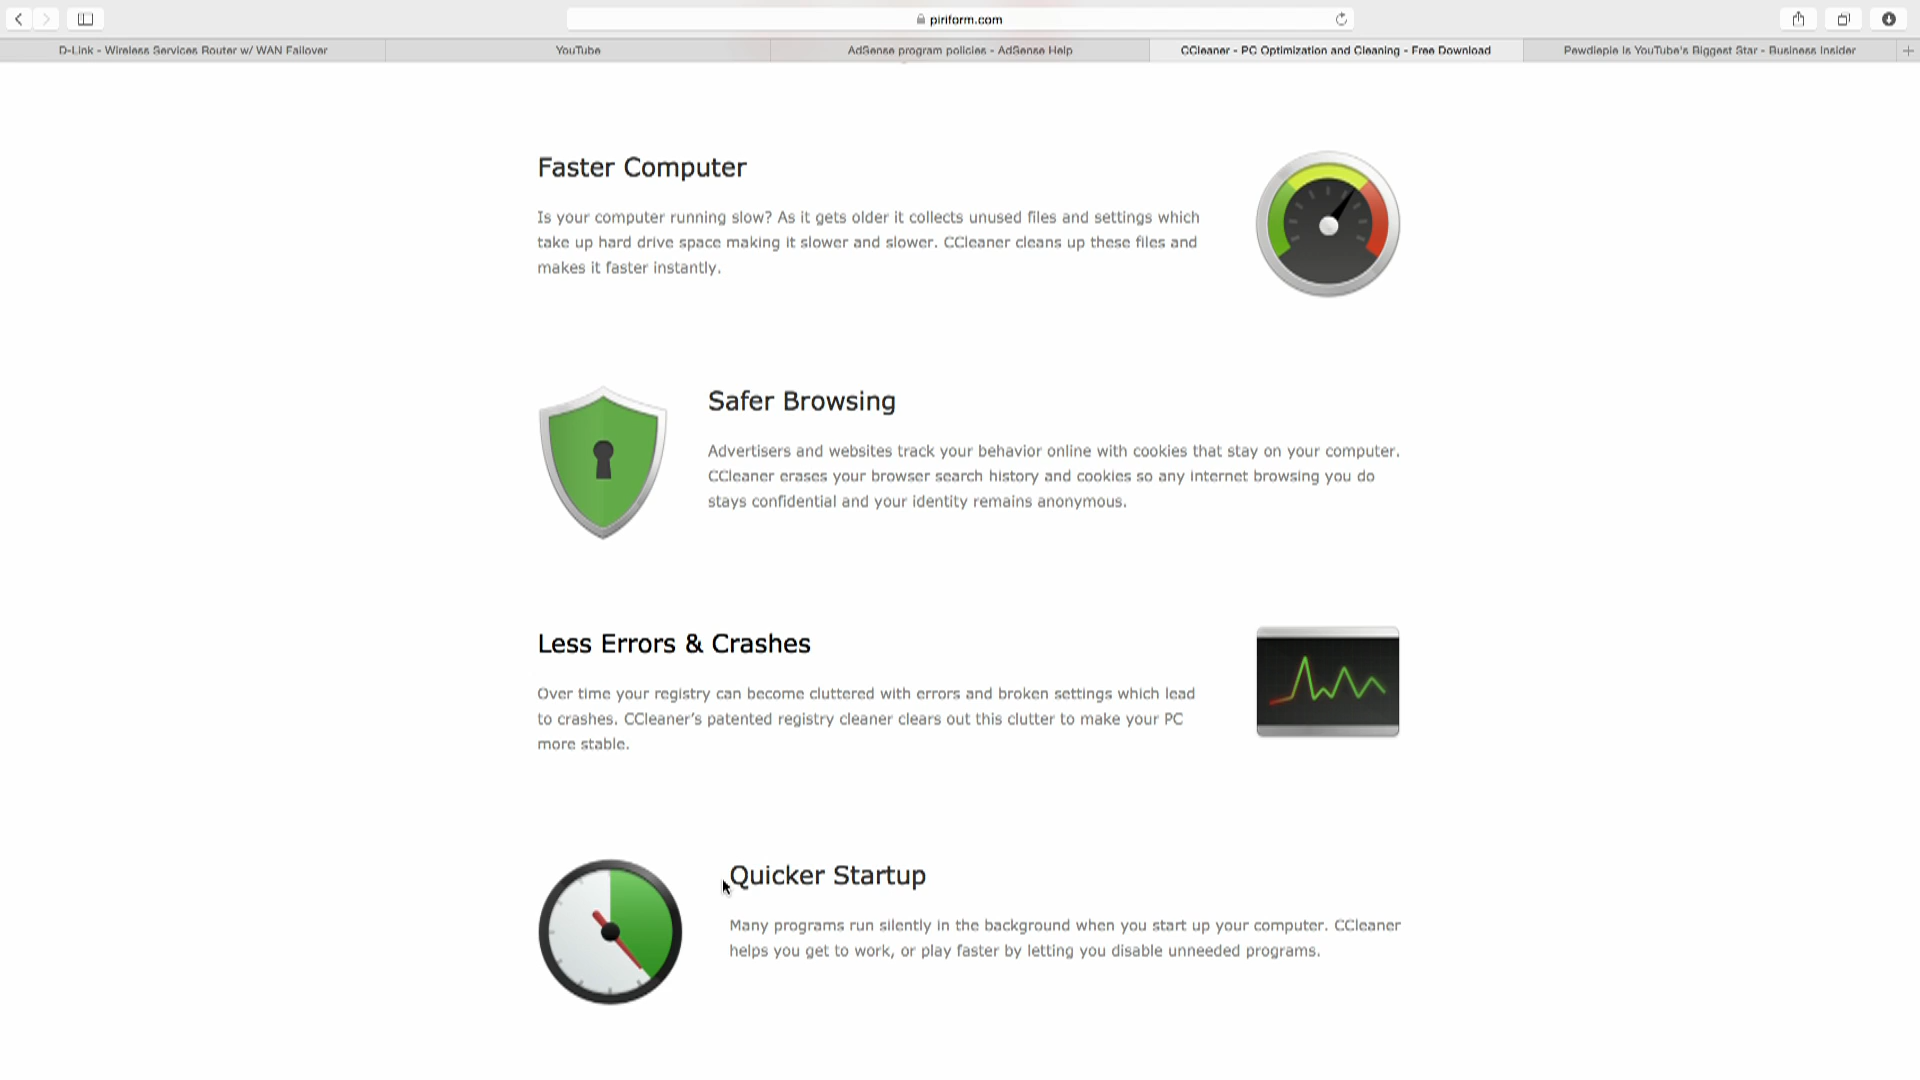 piriform.com
D-Link - Wireless Services Router w/ WAN Failover
YouTube
AdSense program policies - AdSense Help
CCleaner - PC Optimization and Cleaning - Free Download
Pewdiepie Is YouTube's Biggest Star - Business Insider
Faster Computer
Is your computer running slow? As it gets older it collects unused files and settings which
take up hard drive space making it slower and slower. CCleaner cleans up these files and
makes it faster instantly.
Safer Browsing
Advertisers and websites track your behavior online with cookies that stay on your computer.
CCleaner erases your browser search history and cookies so any internet browsing you do
stays confidential and your identity remains anonymous.
Less Errors & Crashes
Over time your registry can become cluttered with errors and broken settings which lead
to crashes. CCleaner’s patented registry cleaner clears out this clutter to make your PC
more stable.
Quicker Startup
Many programs run silently in the background when you start up your computer. CCleaner
helps you get to work, or play faster by letting you disable unneeded programs.